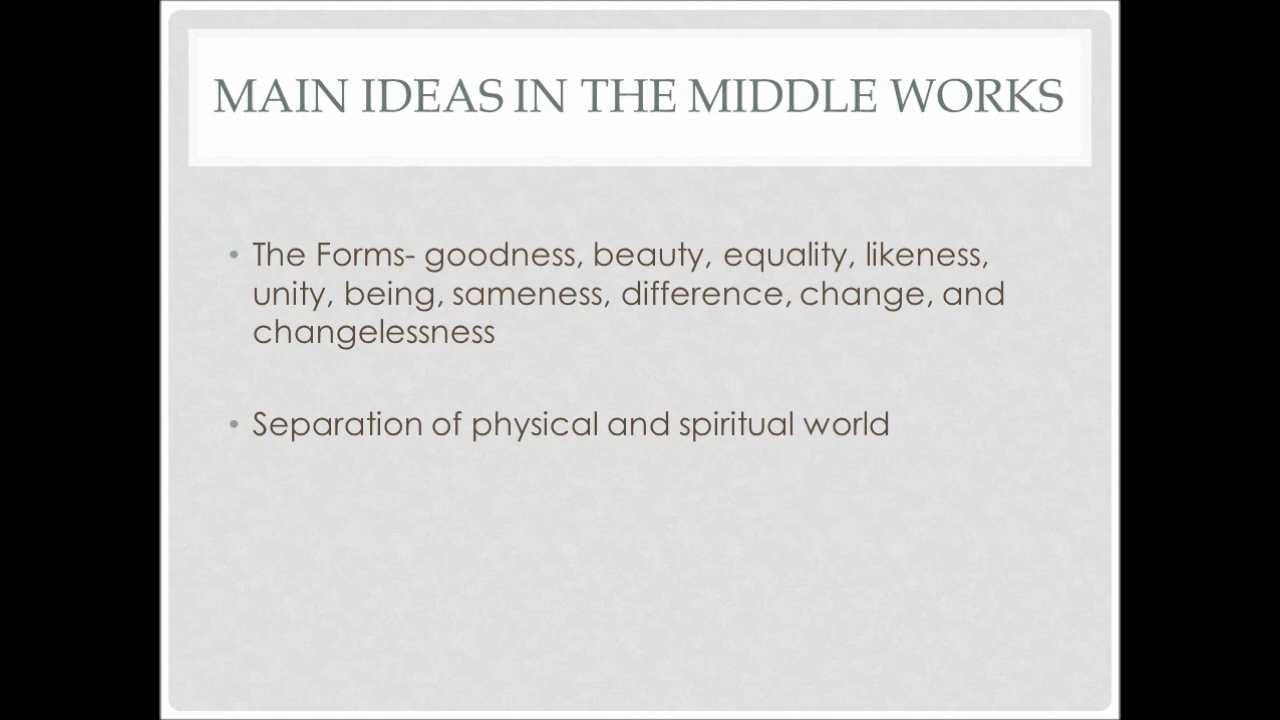 MAIN IDEAS IN THE MIDDLE WORKS
• The Forms- goodness, beauty, equality, likeness,
unity, being, sameness, difference, change, and
changelessness
• Separation of physical and spiritual world